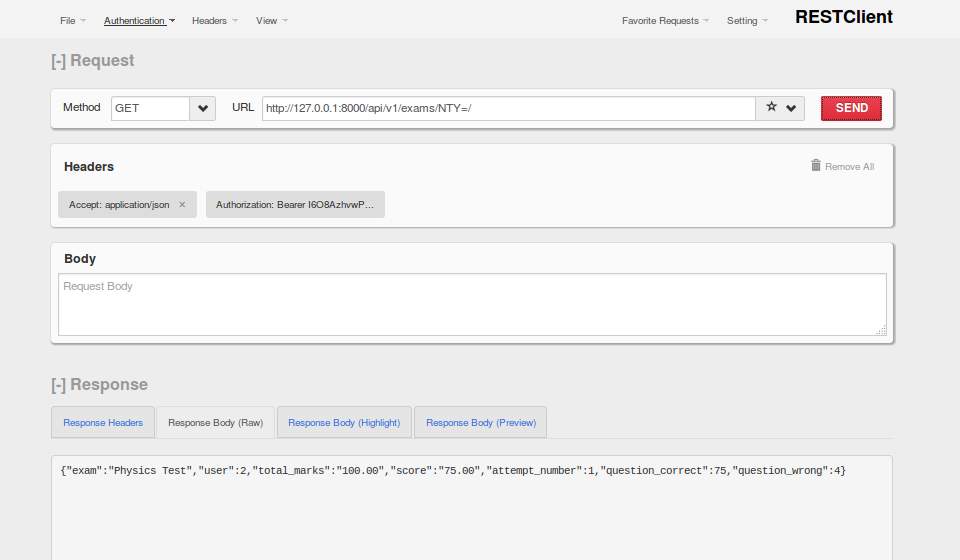 File Authentication Headers View Favorite Requests Setting RESTClient
[-] Request
Method GET URL http://127.0.0.1:8000/api/v1/exams/NTY=/ SEND
Headers Remove All
Accept: application/json × Authorization: Bearer I6O8AzhvwP...
Body
Request Body
[-] Response
Response Headers Response Body (Raw) Response Body (Highlight) Response Body (Preview)
{"exam":"Physics Test","user":2,"total_marks":"100.00","score":"75.00","attempt_number":1,"question_correct":75,"question_wrong":4}